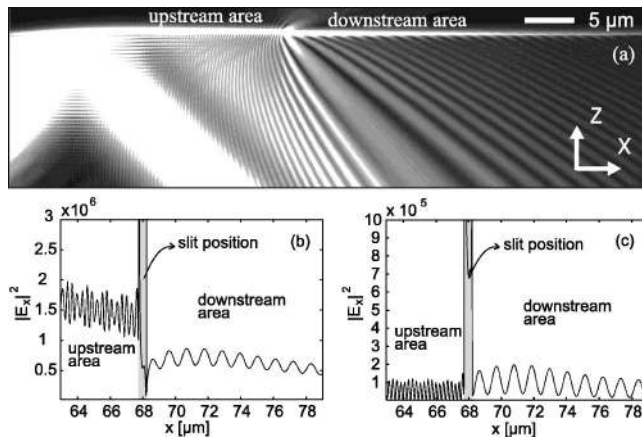 upstream area downstream area 5 µm
(a)
Z
X
x 10^6
3
2.5
2
1.5
1
0.5
|E_x|^2
(b)
slit position
downstream
area
upstream
area
64 66 68 70 72 74 76 78
x [µm]
x 10^5
10
9
8
7
6
5
4
3
2
1
|E_x|^2
(c)
slit position
downstream
area
upstream
area
64 66 68 70 72 74 76 78
x [µm]